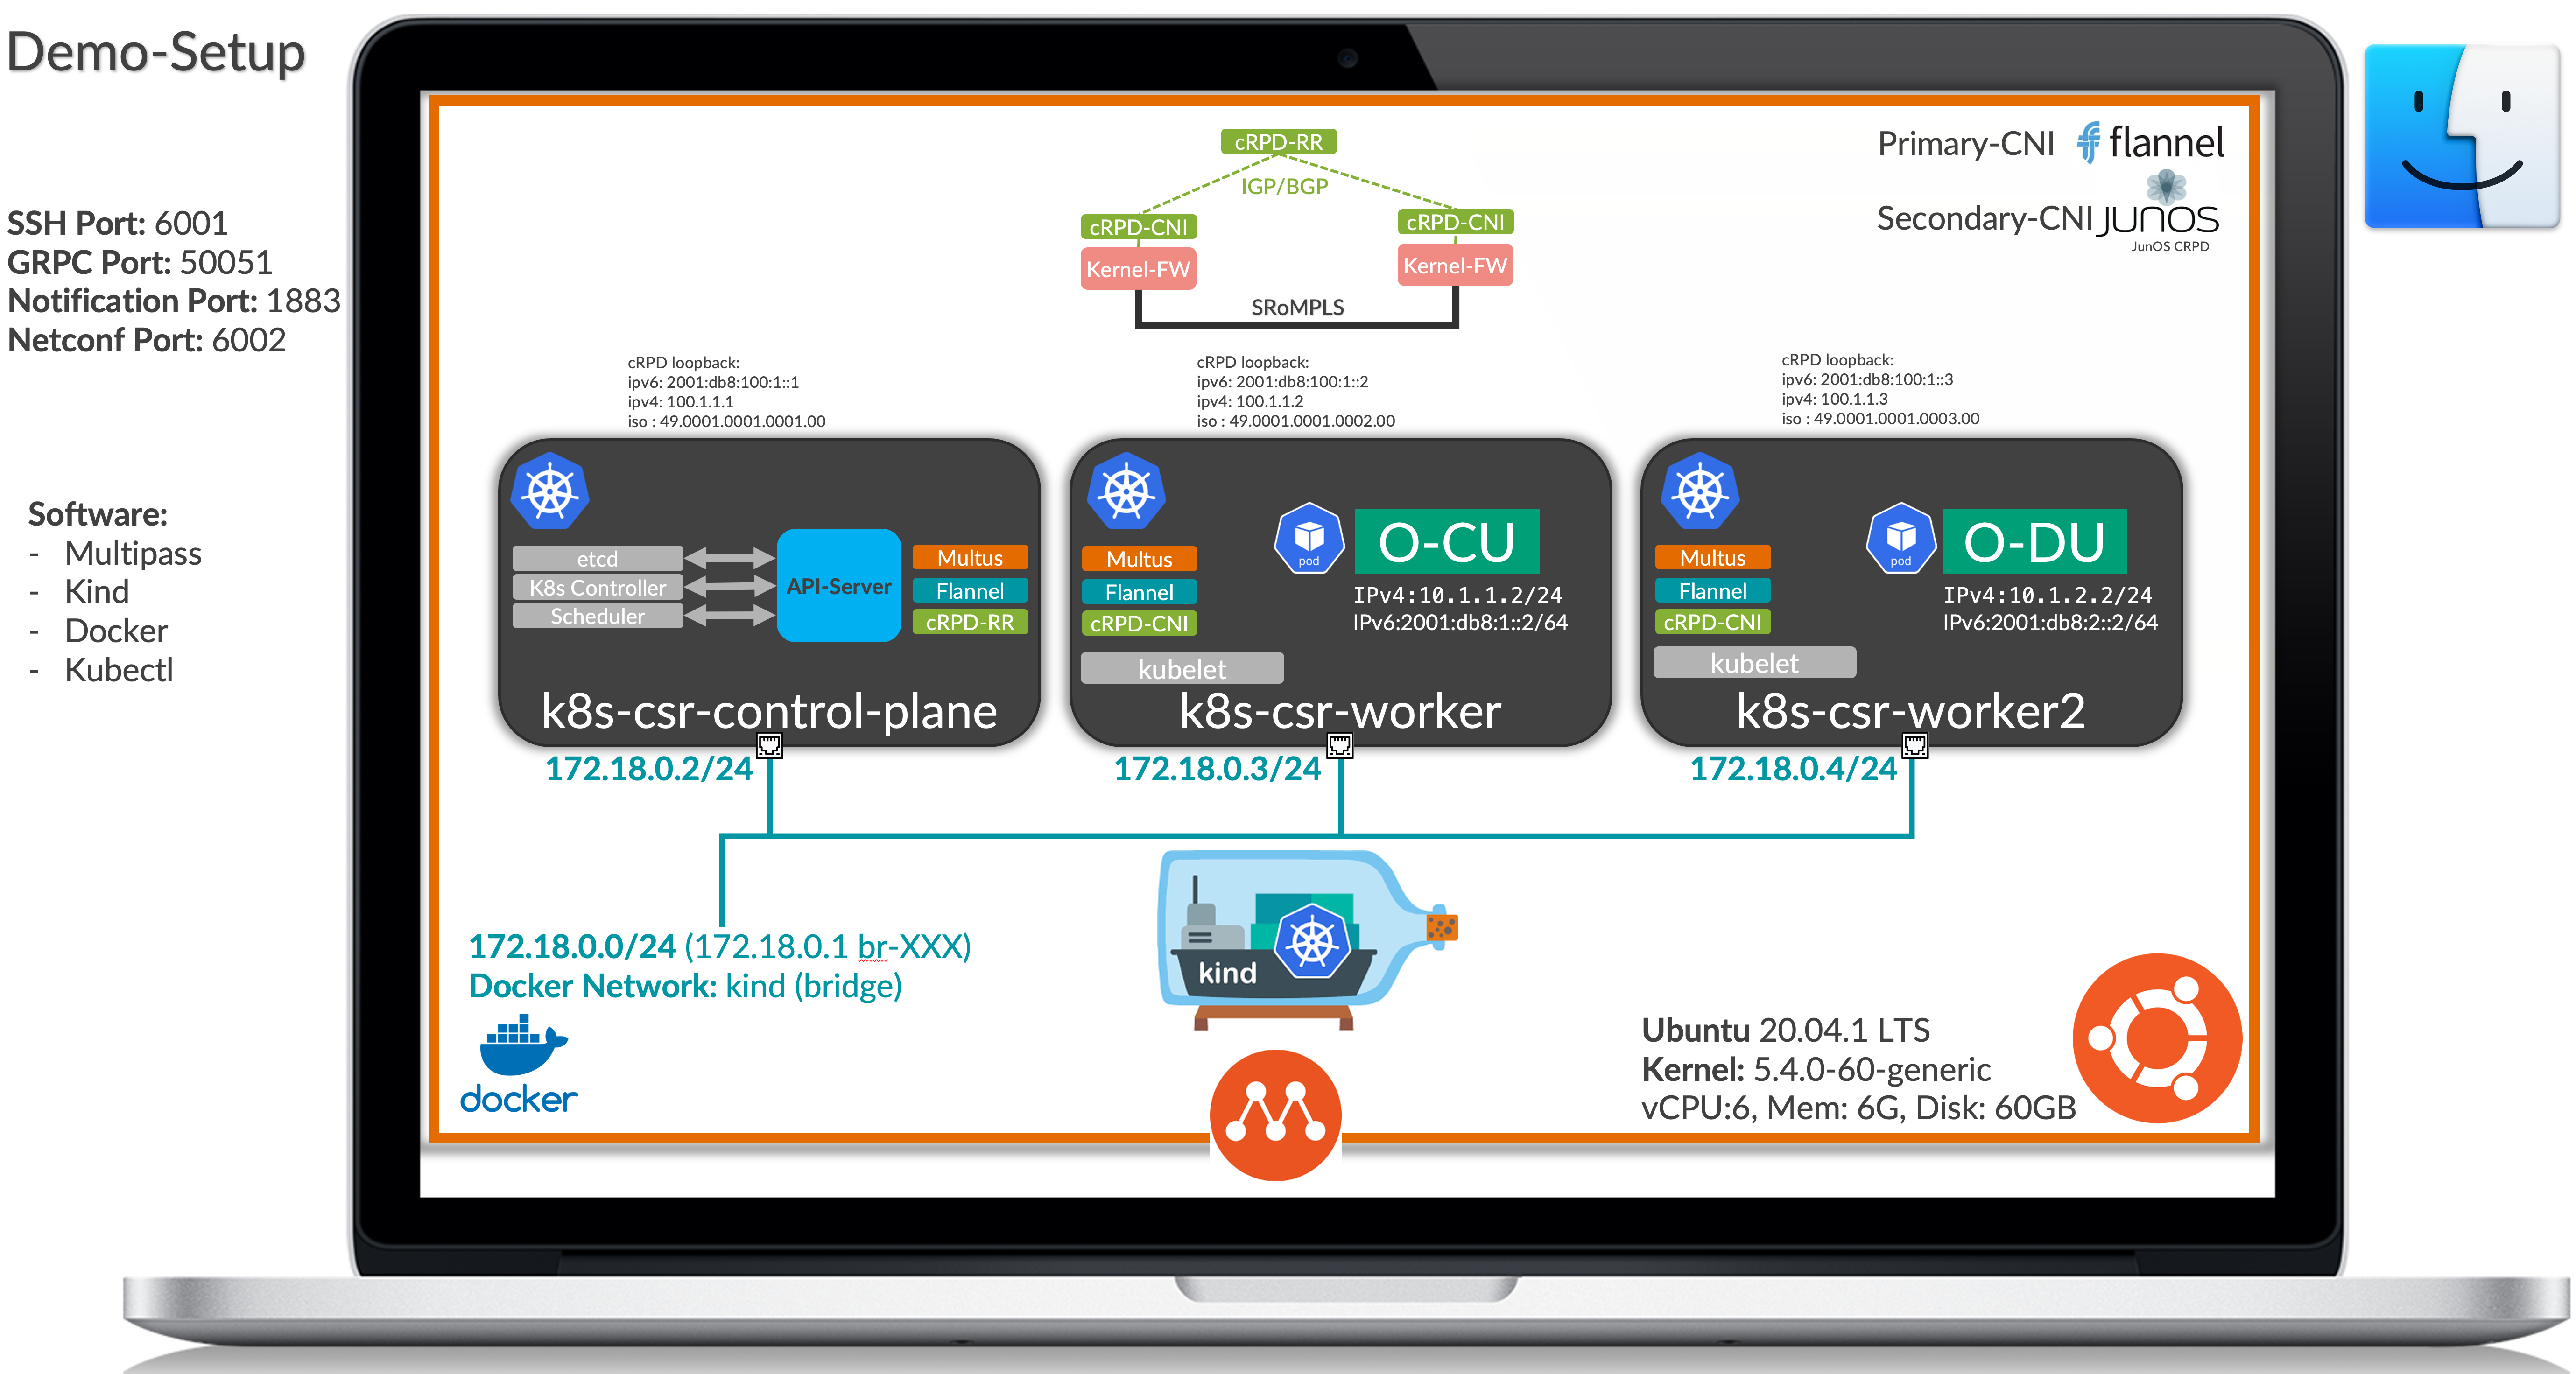 Demo-Setup
SSH Port: 6001
GRPC Port: 50051
Notification Port: 1883
Netconf Port: 6002
Software:
- Multipass
- Kind
- Docker
- Kubectl
cRPD-RR
IGP/BGP
cRPD-CNI
cRPD-CNI
Kernel-FW
Kernel-FW
SRoMPLS
Primary-CNI flannel
Secondary-CNI JUNOS
JunOS CRPD
cRPD loopback:
ipv6: 2001:db8:100:1::1
ipv4: 100.1.1.1
iso : 49.0001.0001.0001.00
cRPD loopback:
ipv6: 2001:db8:100:1::2
ipv4: 100.1.1.2
iso : 49.0001.0001.0002.00
cRPD loopback:
ipv6: 2001:db8:100:1::3
ipv4: 100.1.1.3
iso : 49.0001.0001.0003.00
etcd
K8s Controller
Scheduler
API-Server
Multus
Flannel
cRPD-RR
k8s-csr-control-plane
172.18.0.2/24
Multus
Flannel
cRPD-CNI
kubelet
pod
O-CU
IPv4:10.1.1.2/24
IPv6:2001:db8:1::2/64
k8s-csr-worker
172.18.0.3/24
Multus
Flannel
cRPD-CNI
kubelet
pod
O-DU
IPv4:10.1.2.2/24
IPv6:2001:db8:2::2/64
k8s-csr-worker2
172.18.0.4/24
172.18.0.0/24 (172.18.0.1 br-XXX)
Docker Network: kind (bridge)
docker
kind
Ubuntu 20.04.1 LTS
Kernel: 5.4.0-60-generic
vCPU:6, Mem: 6G, Disk: 60GB